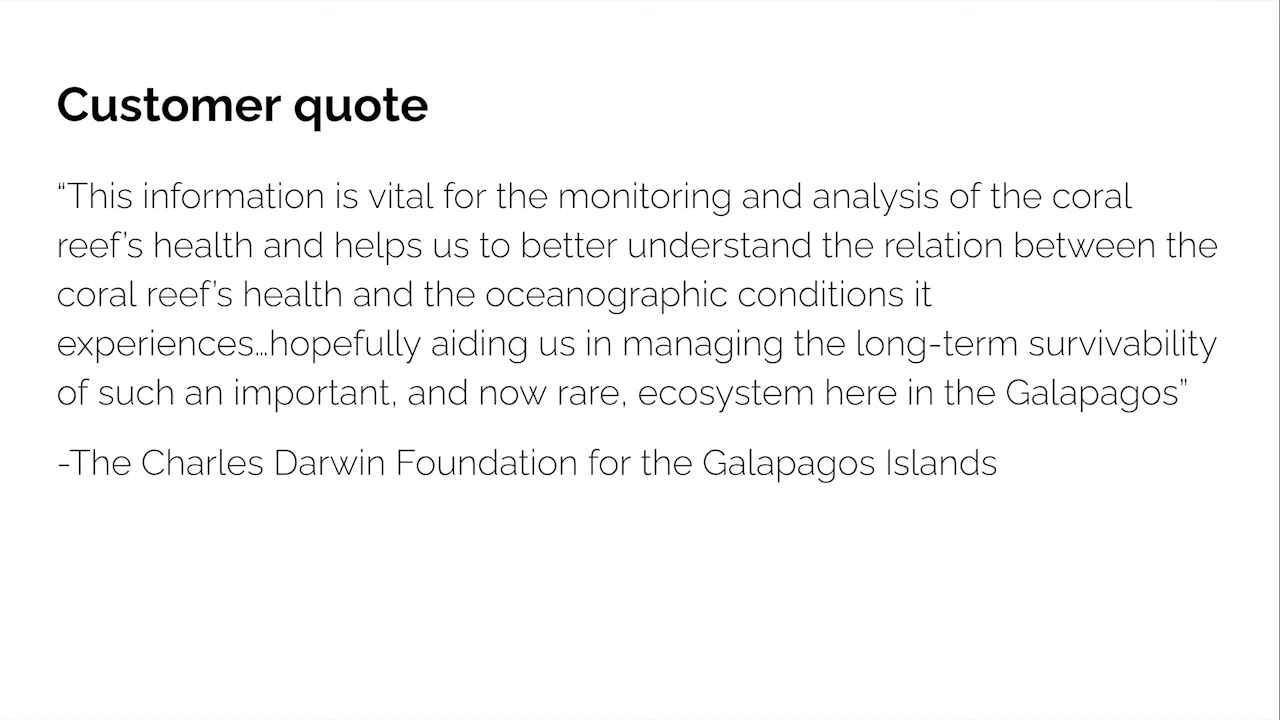 Customer quote
“This information is vital for the monitoring and analysis of the coral
reef’s health and helps us to better understand the relation between the
coral reef’s health and the oceanographic conditions it
experiences…hopefully aiding us in managing the long-term survivability
of such an important, and now rare, ecosystem here in the Galapagos”
-The Charles Darwin Foundation for the Galapagos Islands